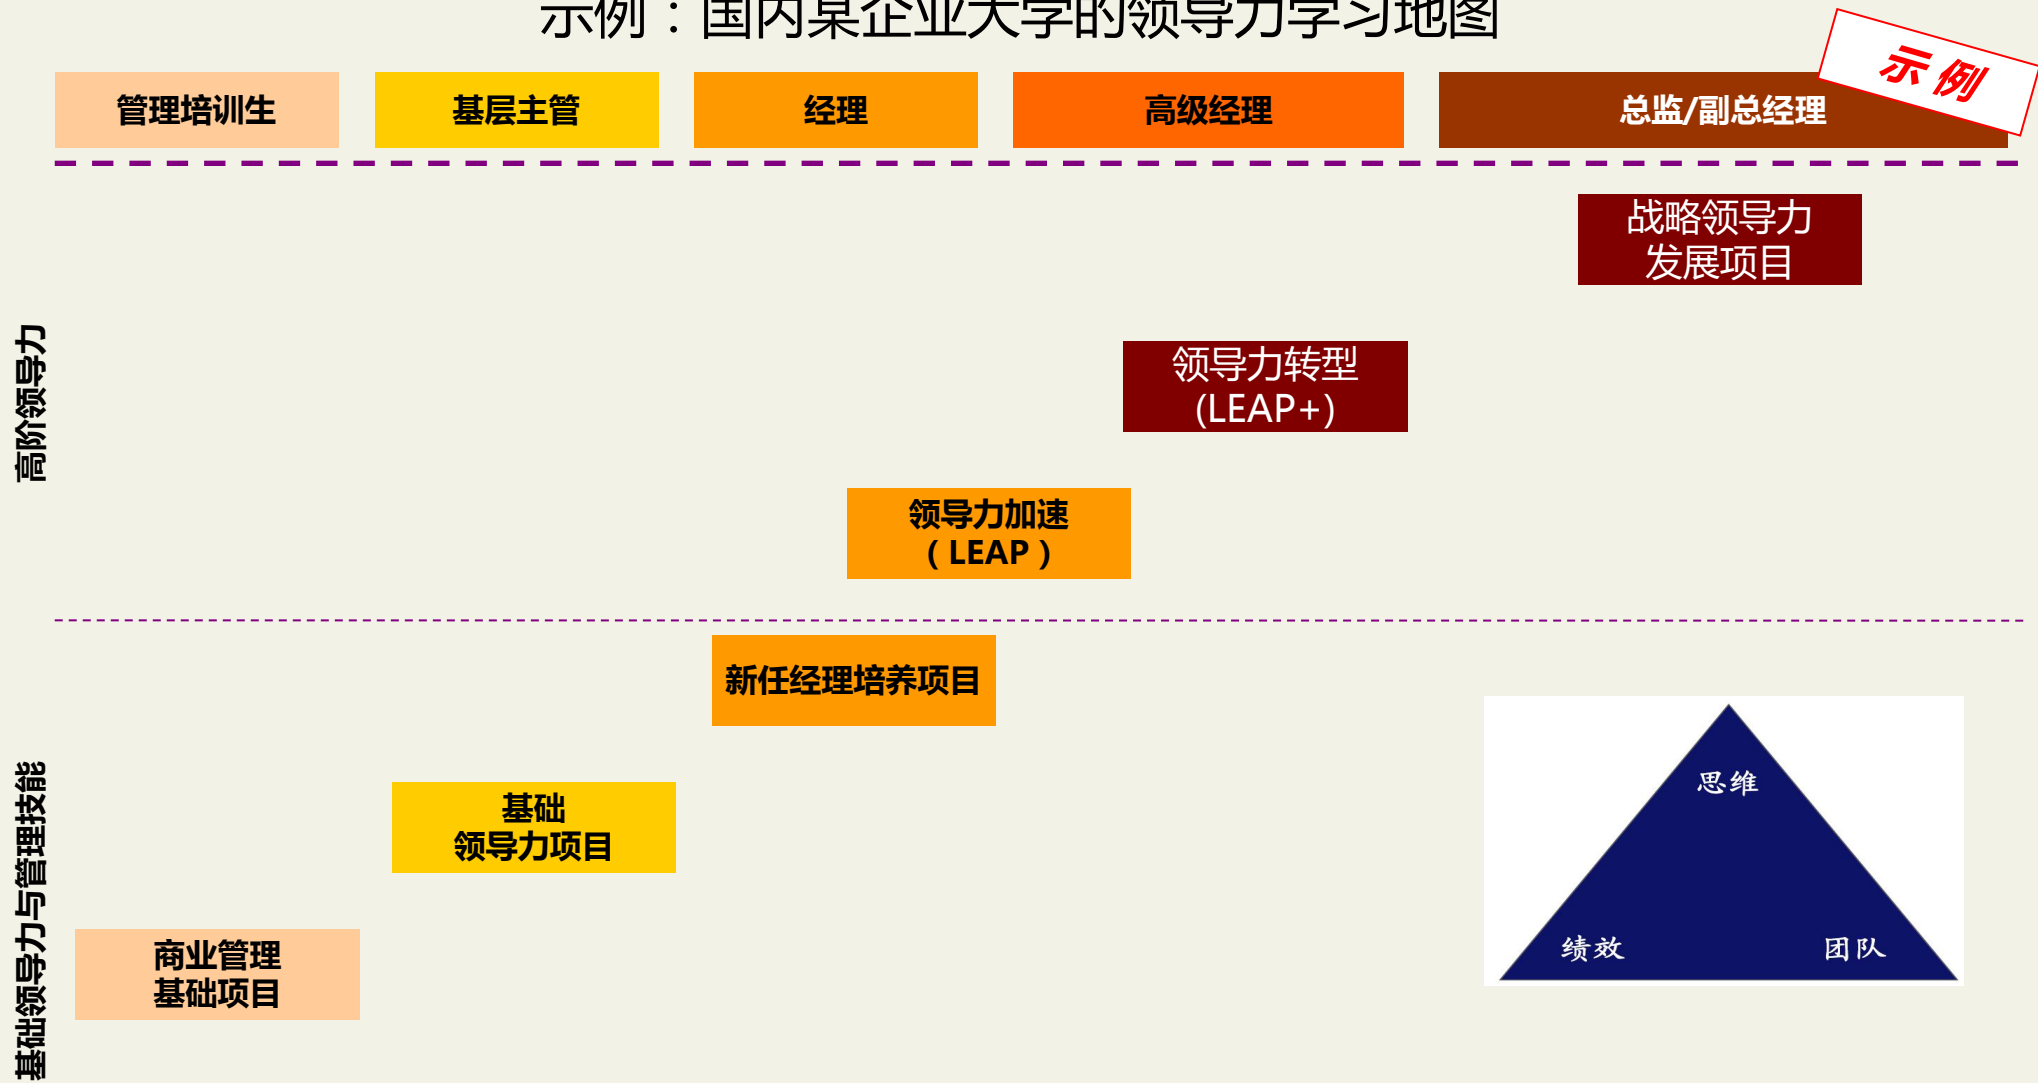 示例：国内某企业大学的领导力学习地图
示 例
管理培训生
基层主管
经理
高级经理
总监/副总经理
高阶领导力
战略领导力
发展项目
领导力转型
(LEAP+)
领导力加速
（LEAP）
基础领导力与管理技能
新任经理培养项目
基础
领导力项目
商业管理
基础项目
思维
绩效
团队